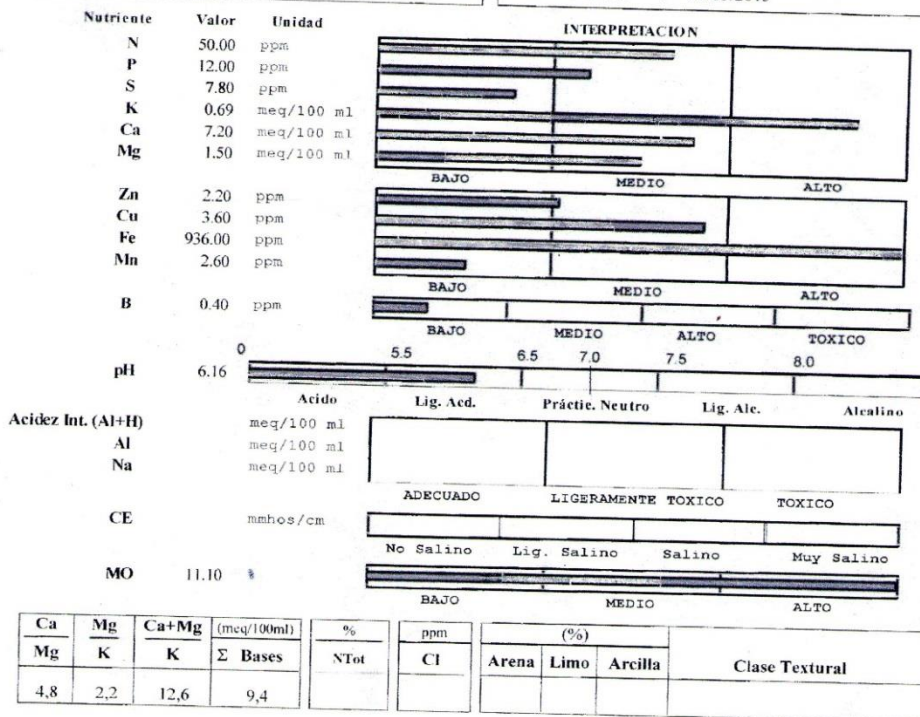 Nutriente Valor Unidad INTERPRETACION
N 50.00 ppm
P 12.00 ppm
S 7.80 ppm
K 0.69 meq/100 ml
Ca 7.20 meq/100 ml
Mg 1.50 meq/100 ml
BAJO MEDIO ALTO
Zn 2.20 ppm
Cu 3.60 ppm
Fe 936.00 ppm
Mn 2.60 ppm
BAJO MEDIO ALTO
B 0.40 ppm
BAJO MEDIO ALTO TOXICO
0 5.5 6.5 7.0 7.5 8.0
pH 6.16
Acido Lig. Acd. Práctic. Neutro Lig. Alc. Alcalino
Acidez Int. (Al+H) meq/100 ml
Al meq/100 ml
Na meq/100 ml
ADECUADO LIGERAMENTE TOXICO TOXICO
CE mmhos/cm
No Salino Lig. Salino Salino Muy Salino
MO 11.10 %
BAJO MEDIO ALTO
Ca Mg Ca+Mg (meq/100ml) % ppm (%)
Mg K K Σ Bases NTot Cl Arena Limo Arcilla Clase Textural
4,8 2,2 12,6 9,4